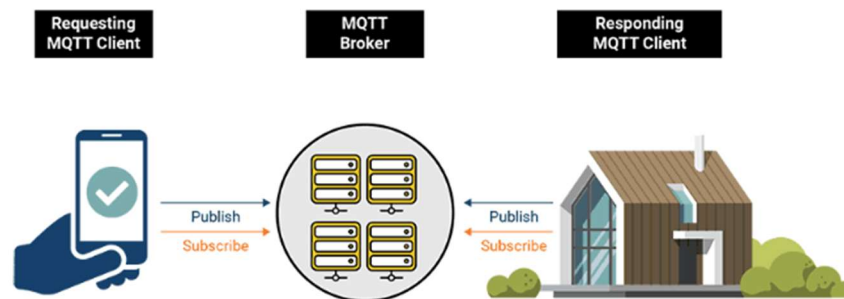 Requesting
MQTT Client
MQTT
Broker
Responding
MQTT Client
Publish
Subscribe
Publish
Subscribe